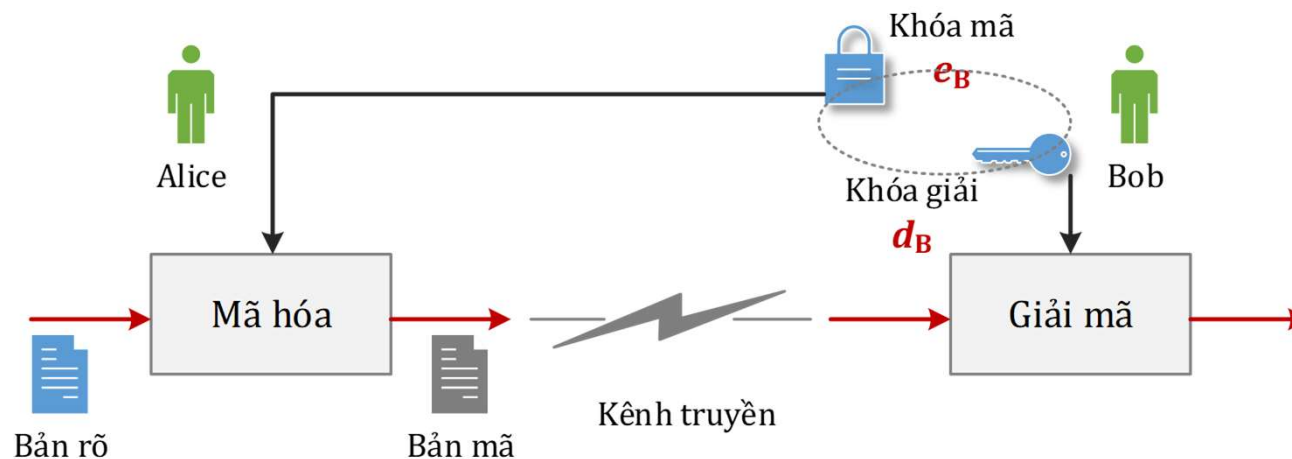 Khóa mã
e_B
Alice
Bob
Khóa giải
d_B
Mã hóa
Giải mã
Kênh truyền
Bản rõ
Bản mã